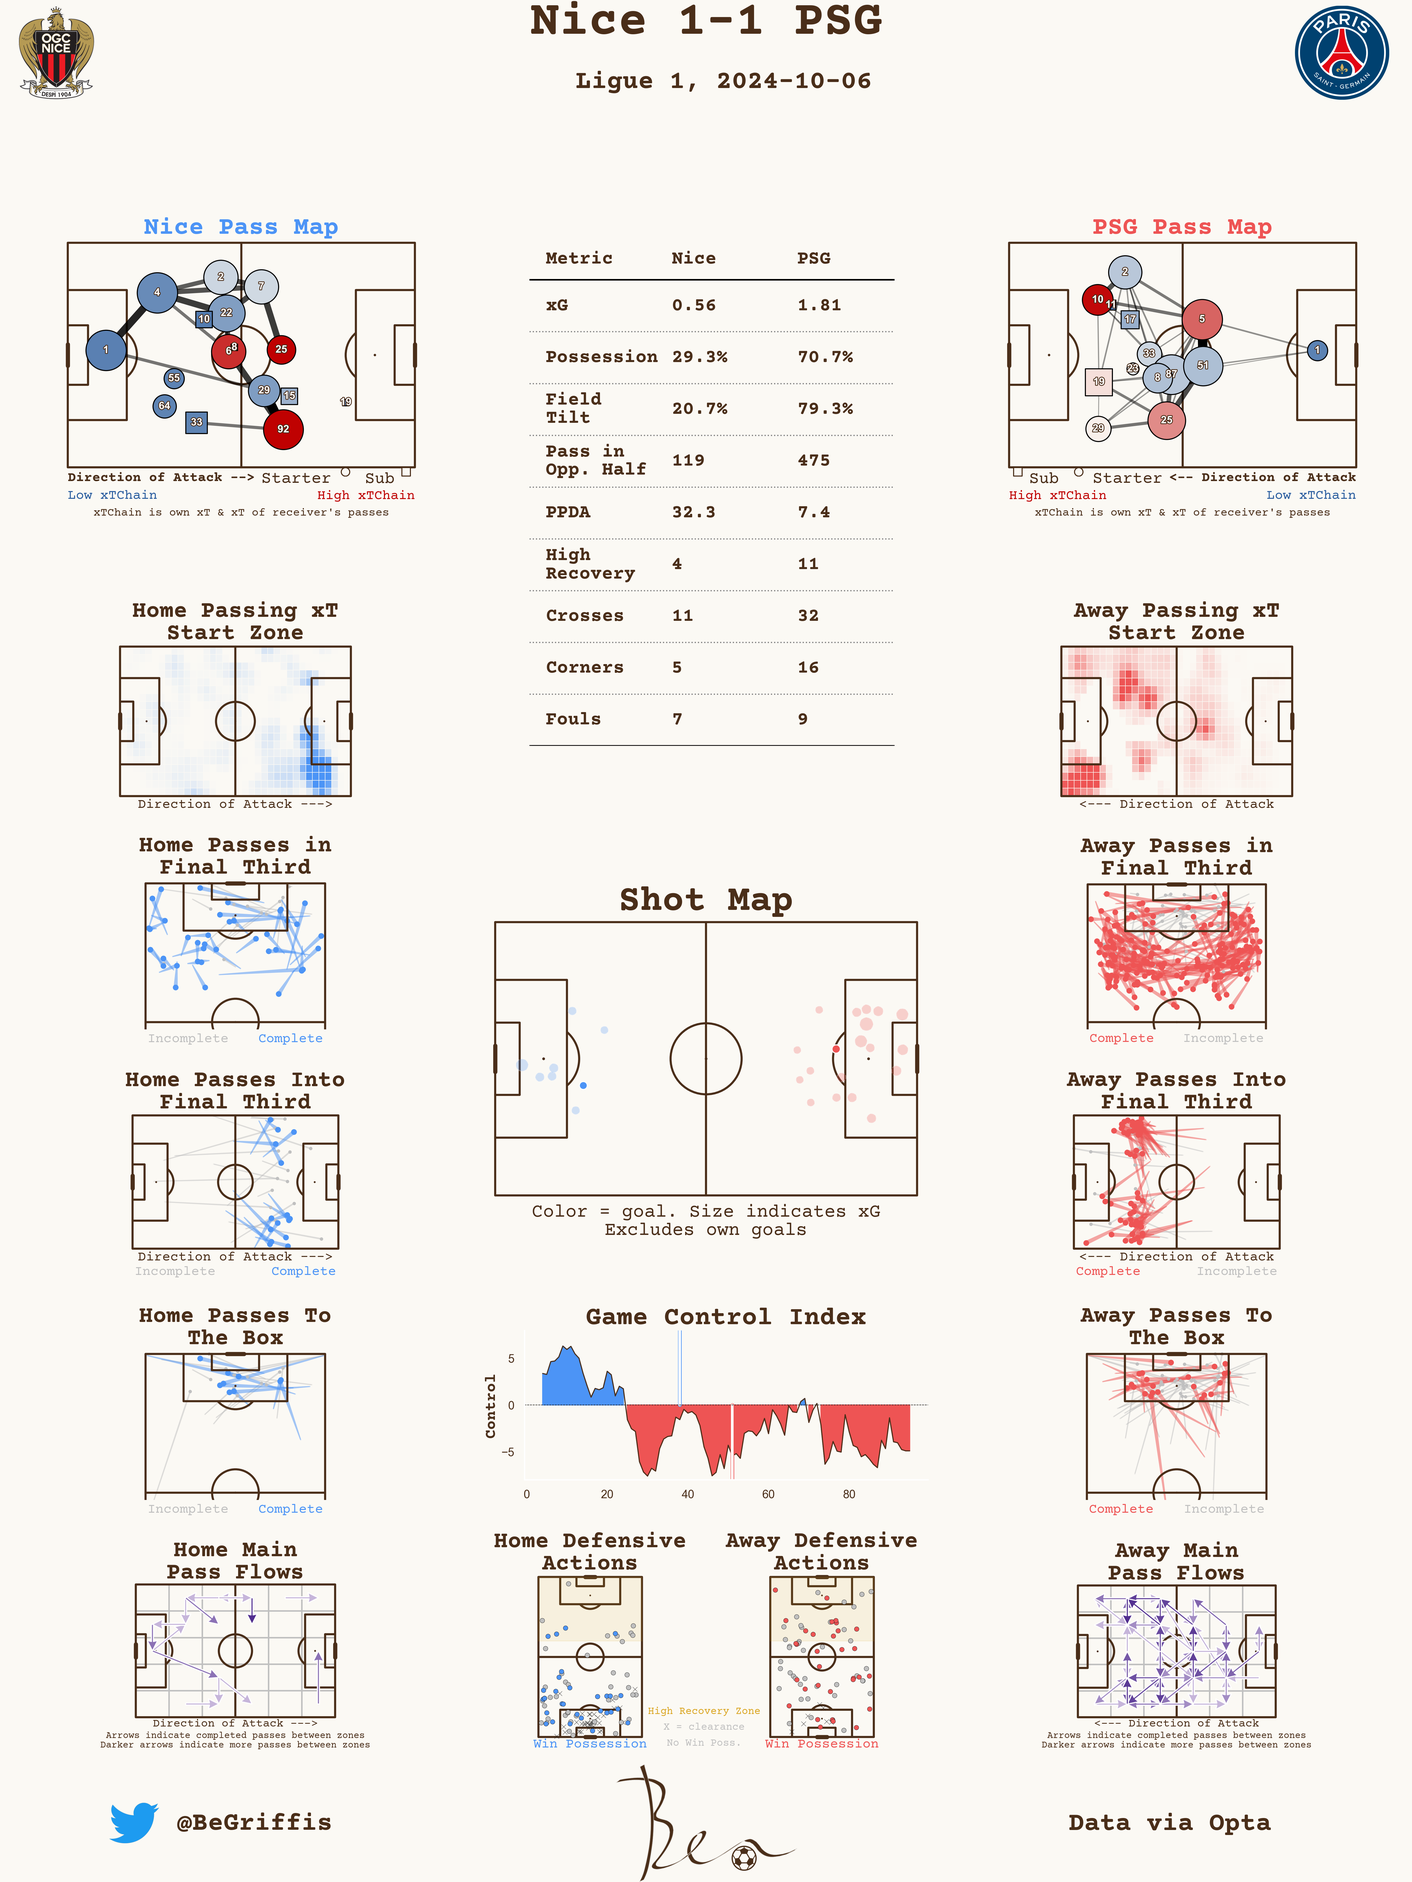 Nice 1-1 PSG
Ligue 1, 2024-10-06
OGC
NICE
DESPI 1904
PARIS
SAINT-GERMAIN
Nice Pass Map
1
4
2
7
22
10
6
8
25
55
64
33
29
15
92
19
Direction of Attack --> Starter Sub
Low xTChain High xTChain
xTChain is own xT & xT of receiver's passes
Metric Nice PSG
xG 0.56 1.81
Possession 29.3% 70.7%
Field
Tilt 20.7% 79.3%
Pass in
Opp. Half 119 475
PPDA 32.3 7.4
High
Recovery 4 11
Crosses 11 32
Corners 5 16
Fouls 7 9
PSG Pass Map
2
10
11
17
5
33
23
19
8
87
51
1
25
29
Sub Starter <-- Direction of Attack
High xTChain Low xTChain
xTChain is own xT & xT of receiver's passes
Home Passing xT
Start Zone
Direction of Attack --->
Away Passing xT
Start Zone
<--- Direction of Attack
Home Passes in
Final Third
Incomplete Complete
Away Passes in
Final Third
Complete Incomplete
Shot Map
Color = goal. Size indicates xG
Excludes own goals
Home Passes Into
Final Third
Direction of Attack --->
Incomplete Complete
Away Passes Into
Final Third
<--- Direction of Attack
Complete Incomplete
Home Passes To
The Box
Incomplete Complete
Game Control Index
Control
5
0
−5
0 20 40 60 80
Away Passes To
The Box
Complete Incomplete
Home Main
Pass Flows
Direction of Attack --->
Arrows indicate completed passes between zones
Darker arrows indicate more passes between zones
Home Defensive
Actions
Win Possession
Away Defensive
Actions
Win Possession
High Recovery Zone
X = clearance
No Win Poss.
Away Main
Pass Flows
<--- Direction of Attack
Arrows indicate completed passes between zones
Darker arrows indicate more passes between zones
@BeGriffis
Ben
Data via Opta